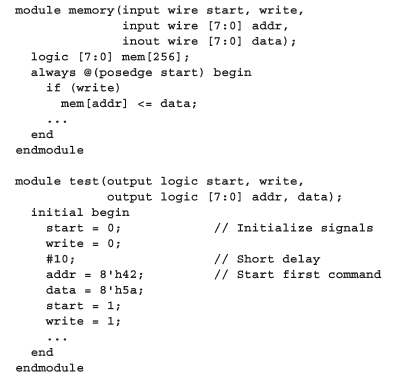 module memory(input wire start, write,
              input wire [7:0] addr,
              inout wire [7:0] data);
  logic [7:0] mem[256];
  always @(posedge start) begin
    if (write)
      mem[addr] <= data;
    ...
  end
endmodule

module test(output logic start, write,
            output logic [7:0] addr, data);
  initial begin
    start = 0;            // Initialize signals
    write = 0;
    #10;                  // Short delay
    addr = 8'h42;         // Start first command
    data = 8'h5a;
    start = 1;
    write = 1;
    ...
  end
endmodule